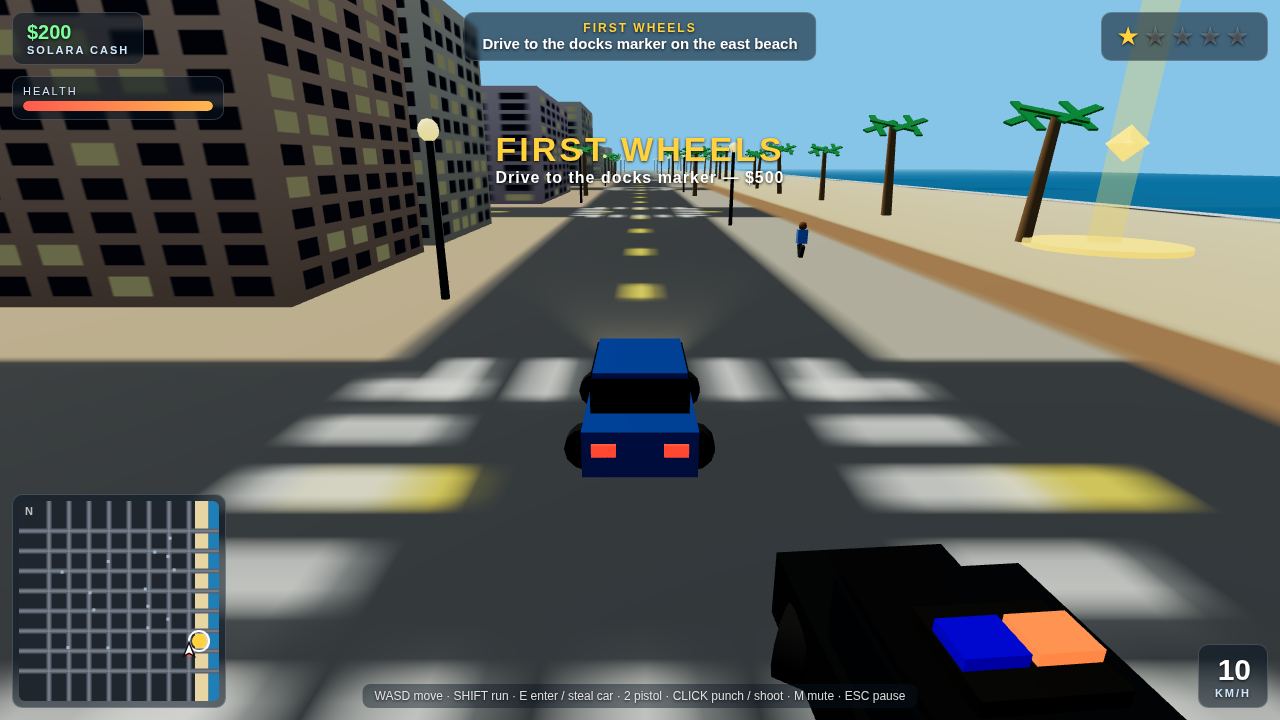 $200
SOLARA CASH
HEALTH
FIRST WHEELS
Drive to the docks marker on the east beach
FIRST WHEELS
Drive to the docks marker — $500
N
WASD move · SHIFT run · E enter / steal car · 2 pistol · CLICK punch / shoot · M mute · ESC pause
10
KM/H